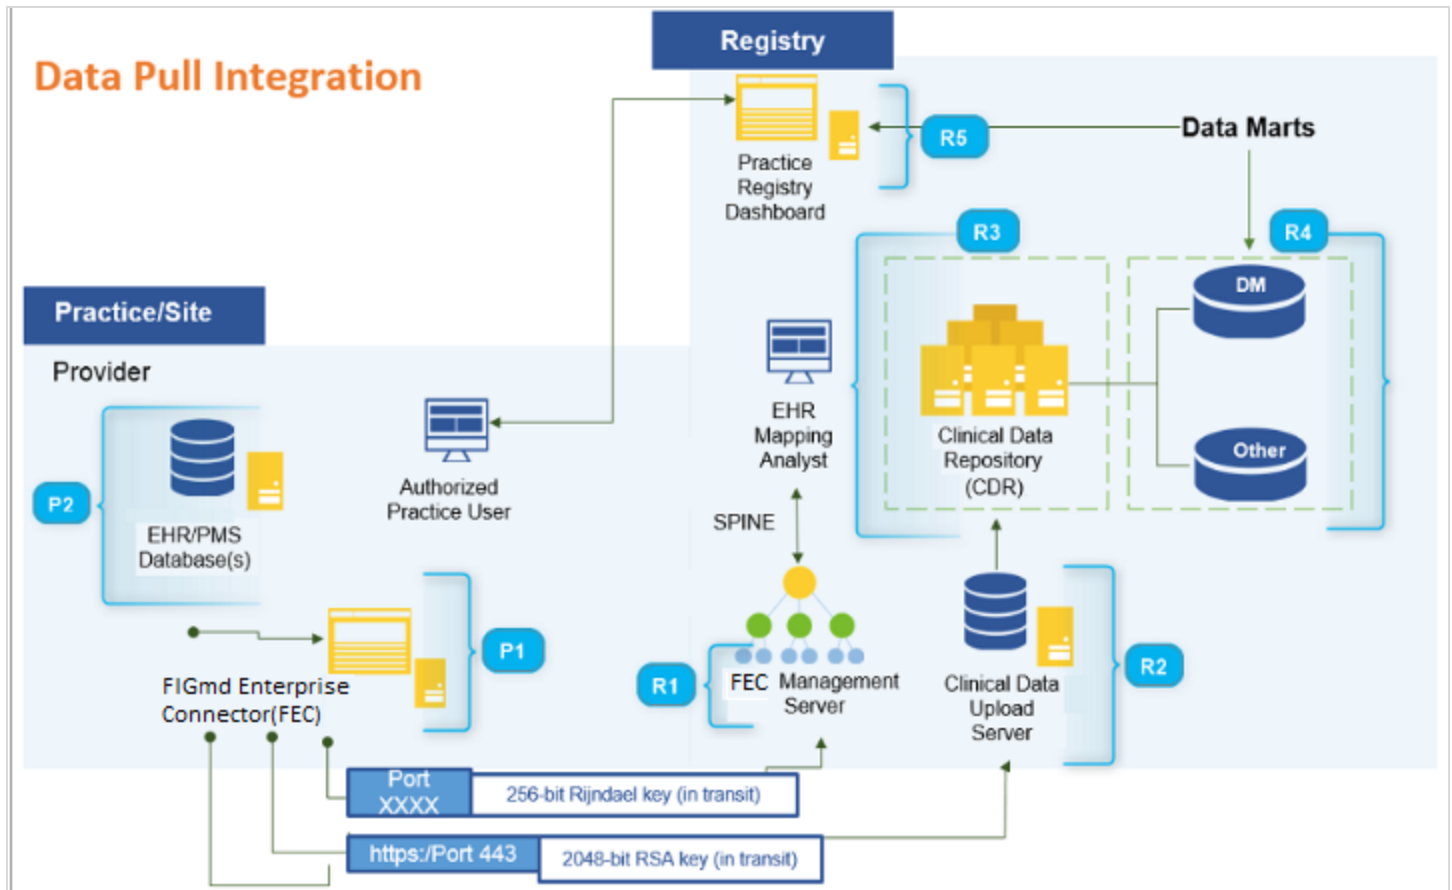 Registry
Data Pull Integration
R5
Data Marts
Practice
Registry
Dashboard
R3
R4
DM
Practice/Site
Provider
EHR
Mapping
Analyst
Clinical Data
Repository
(CDR)
Other
P2
EHR/PMS
Database(s)
Authorized
Practice User
SPINE
P1
FIGmd Enterprise
Connector(FEC)
R1
FEC Management
Server
Clinical Data
Upload
Server
R2
Port
XXXX
256-bit Rijndael key (in transit)
https:/Port 443
2048-bit RSA key (in transit)